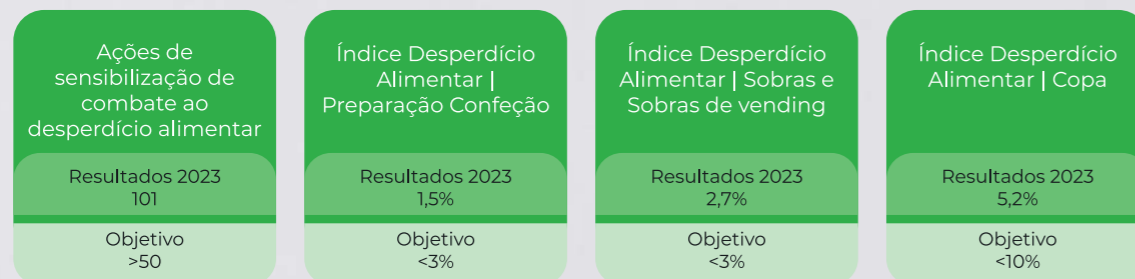 Ações de
sensibilização de
combate ao
desperdício alimentar
Resultados 2023
101
Objetivo
>50
Índice Desperdício
Alimentar |
Preparação Confeção
Resultados 2023
1,5%
Objetivo
<3%
Índice Desperdício
Alimentar | Sobras e
Sobras de vending
Resultados 2023
2,7%
Objetivo
<3%
Índice Desperdício
Alimentar | Copa
Resultados 2023
5,2%
Objetivo
<10%